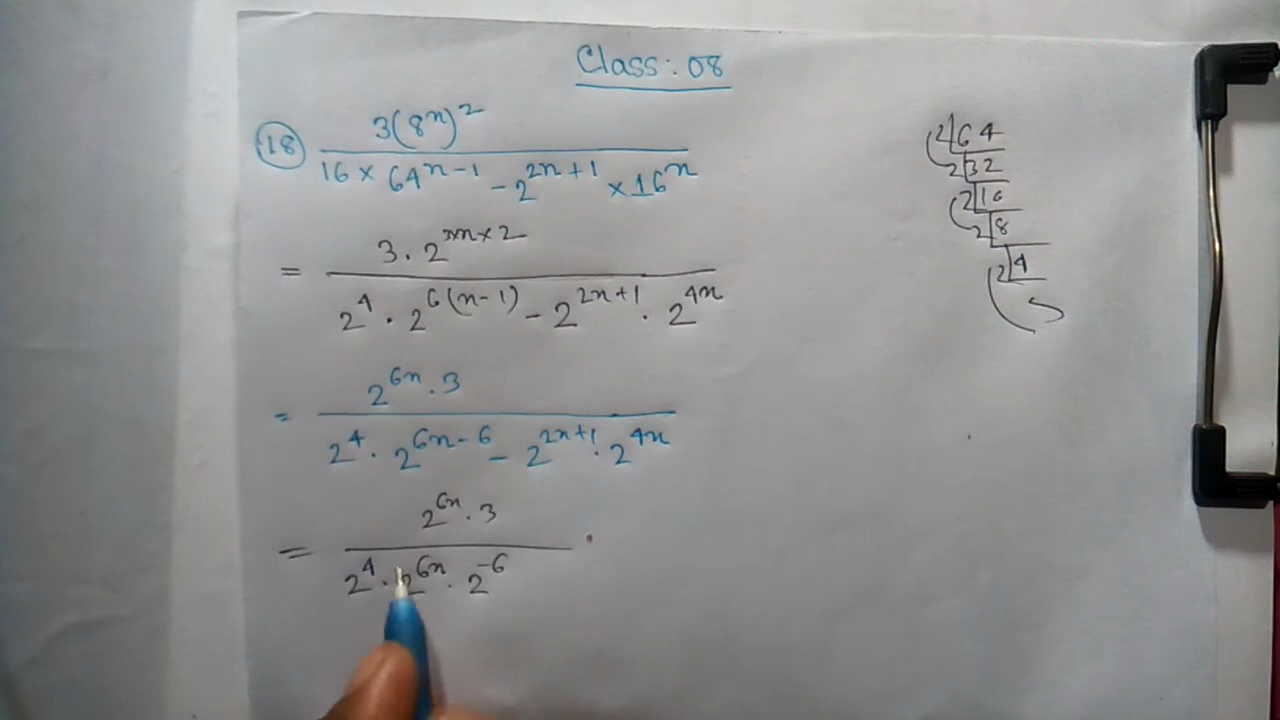 Class: 08
(18) 3(8^n)^2 / 16 × 64^(n-1) - 2^(2n+1) × 16^n
= 3 · 2^(3n×2) / 2^4 · 2^(6(n-1)) - 2^(2n+1) · 2^(4n)
= 2^(6n) · 3 / 2^4 · 2^(6n-6) - 2^(2n+1) · 2^(4n)
= 2^(6n) · 3 / 2^4 · 2^(6n) · 2^(-6)
2|64
2|32
2|16
2|8
2|4